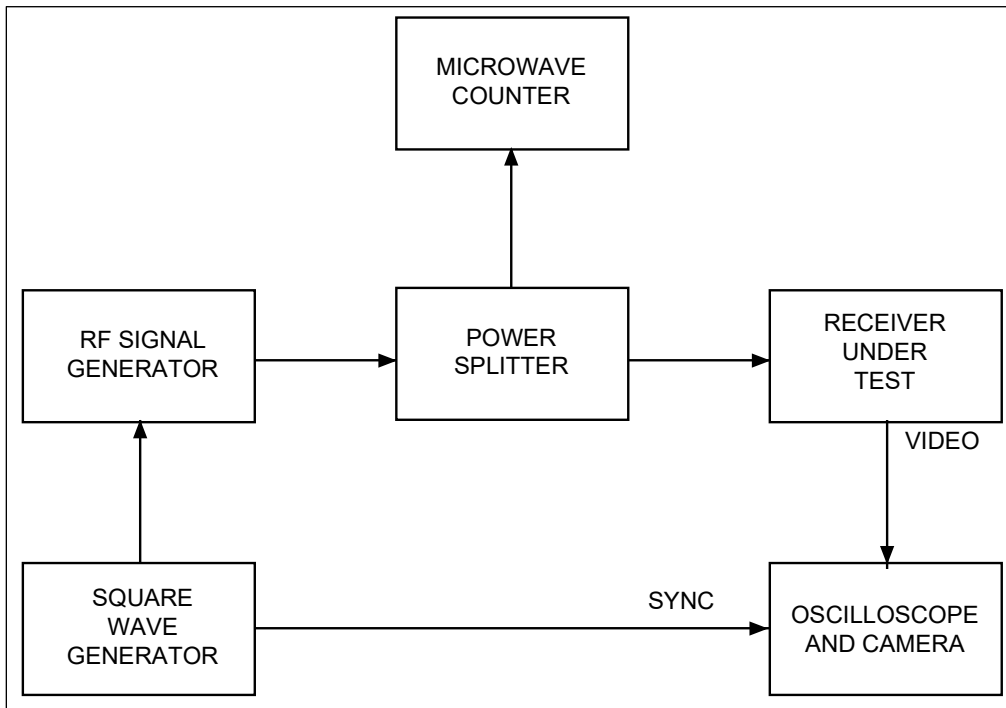 MICROWAVE
COUNTER
RF SIGNAL
GENERATOR
POWER
SPLITTER
RECEIVER
UNDER
TEST
VIDEO
SQUARE
WAVE
GENERATOR
SYNC
OSCILLOSCOPE
AND CAMERA